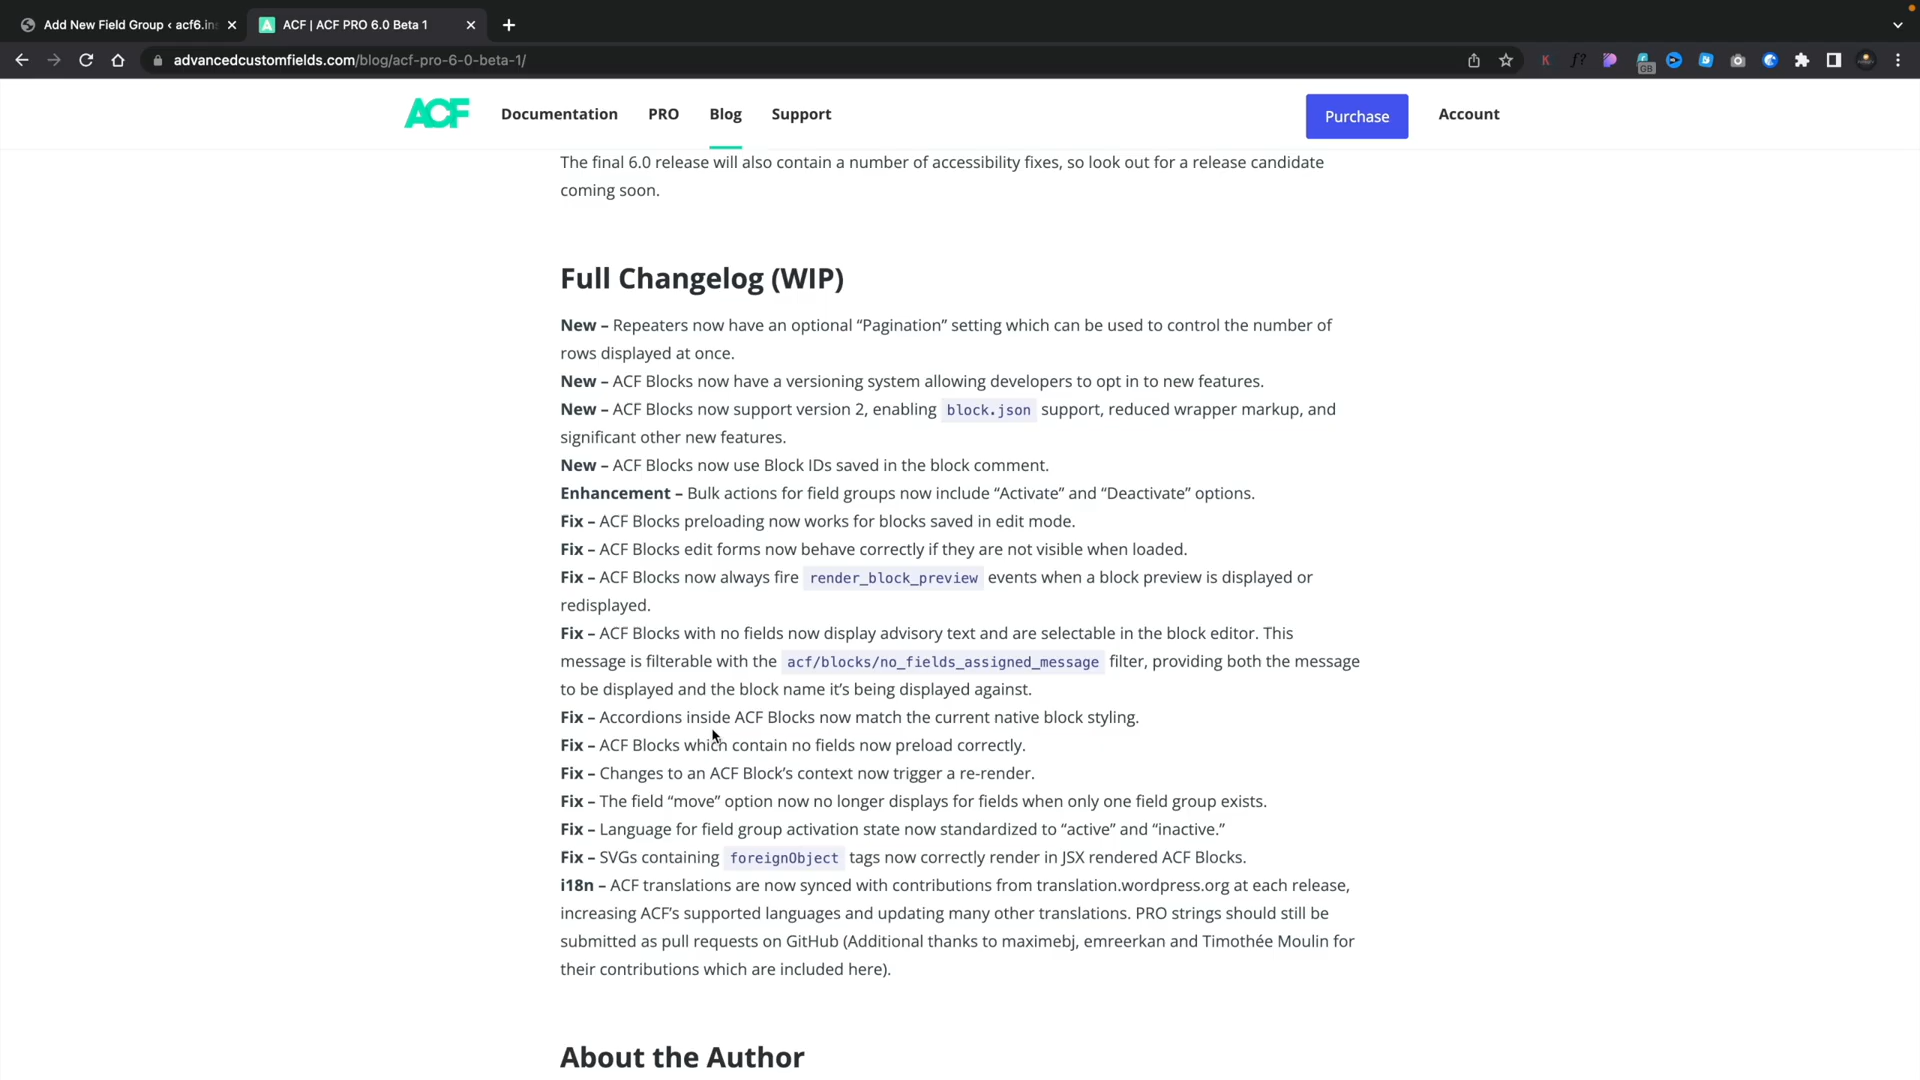 Add New Field Group ‹ acf6.in
ACF | ACF PRO 6.0 Beta 1
advancedcustomfields.com/blog/acf-pro-6-0-beta-1/
K
f?
GB
ACF
Documentation
PRO
Blog
Support
Purchase
Account
The final 6.0 release will also contain a number of accessibility fixes, so look out for a release candidate
coming soon.
Full Changelog (WIP)
New – Repeaters now have an optional “Pagination” setting which can be used to control the number of
rows displayed at once.
New – ACF Blocks now have a versioning system allowing developers to opt in to new features.
New – ACF Blocks now support version 2, enabling block.json support, reduced wrapper markup, and
significant other new features.
New – ACF Blocks now use Block IDs saved in the block comment.
Enhancement – Bulk actions for field groups now include “Activate” and “Deactivate” options.
Fix – ACF Blocks preloading now works for blocks saved in edit mode.
Fix – ACF Blocks edit forms now behave correctly if they are not visible when loaded.
Fix – ACF Blocks now always fire render_block_preview events when a block preview is displayed or
redisplayed.
Fix – ACF Blocks with no fields now display advisory text and are selectable in the block editor. This
message is filterable with the acf/blocks/no_fields_assigned_message filter, providing both the message
to be displayed and the block name it’s being displayed against.
Fix – Accordions inside ACF Blocks now match the current native block styling.
Fix – ACF Blocks which contain no fields now preload correctly.
Fix – Changes to an ACF Block’s context now trigger a re-render.
Fix – The field “move” option now no longer displays for fields when only one field group exists.
Fix – Language for field group activation state now standardized to “active” and “inactive.”
Fix – SVGs containing foreignObject tags now correctly render in JSX rendered ACF Blocks.
i18n – ACF translations are now synced with contributions from translation.wordpress.org at each release,
increasing ACF’s supported languages and updating many other translations. PRO strings should still be
submitted as pull requests on GitHub (Additional thanks to maximebj, emreerkan and Timothée Moulin for
their contributions which are included here).
About the Author